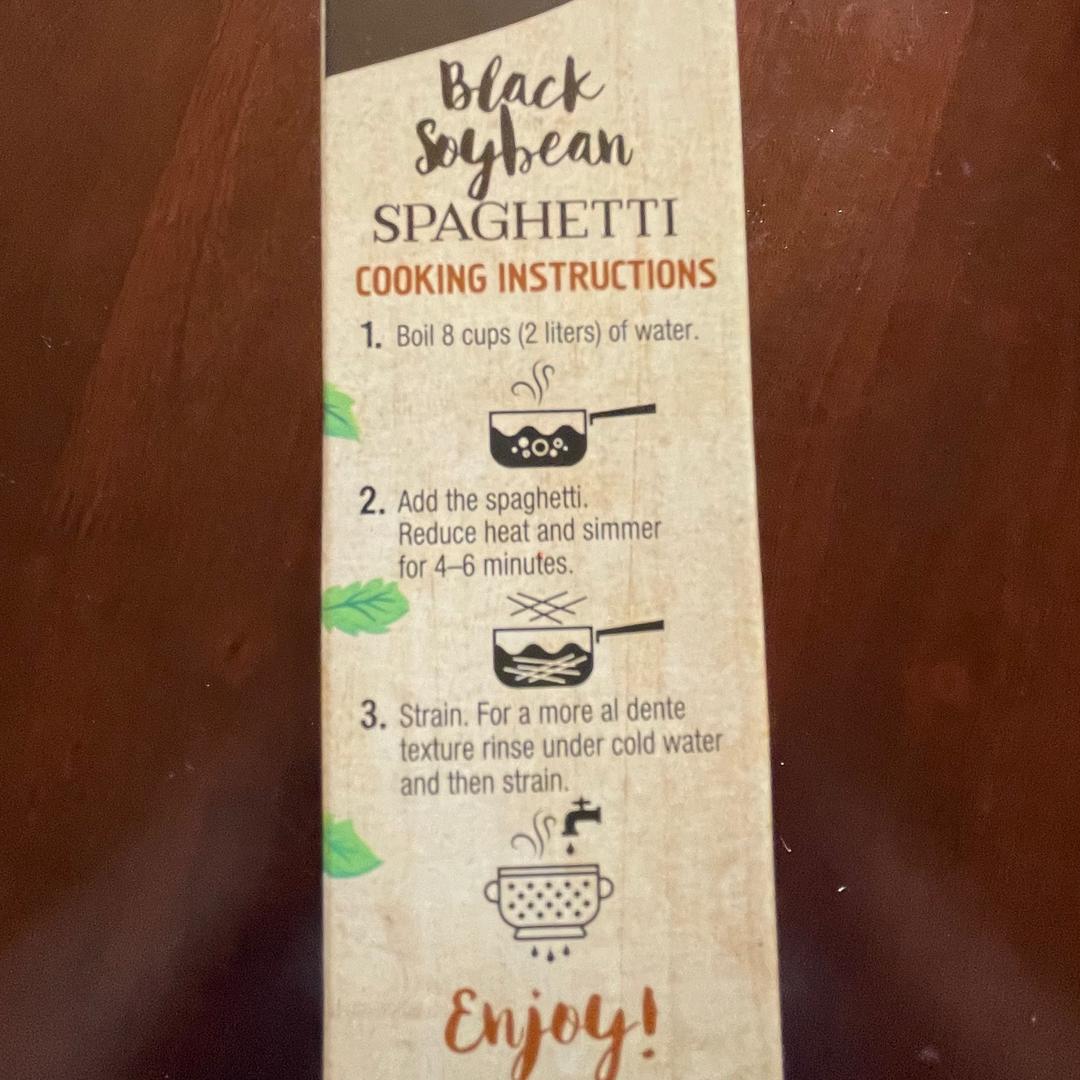 Black
Soybean
SPAGHETTI
COOKING INSTRUCTIONS
1. Boil 8 cups (2 liters) of water.
2. Add the spaghetti.
Reduce heat and simmer
for 4–6 minutes.
3. Strain. For a more al dente
texture rinse under cold water
and then strain.
Enjoy!